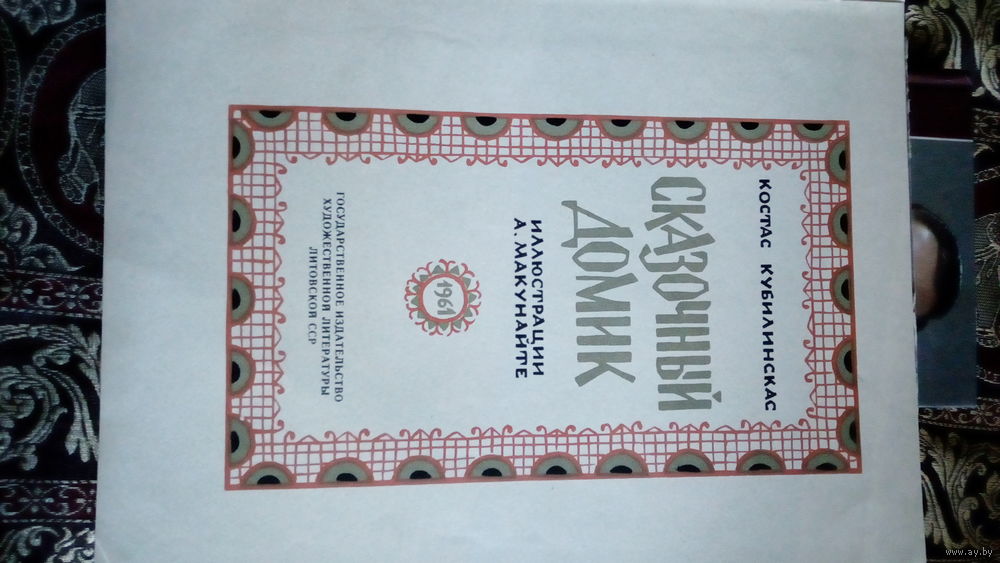 КОСТАС КУБИЛИНСКАС
СКАЗОЧНЫЙ
ДОМИК
ИЛЛЮСТРАЦИИ
А. МАКУНАЙТЕ
1961
ГОСУДАРСТВЕННОЕ ИЗДАТЕЛЬСТВО
ХУДОЖЕСТВЕННОЙ ЛИТЕРАТУРЫ
ЛИТОВСКОЙ ССР
www.ay.by